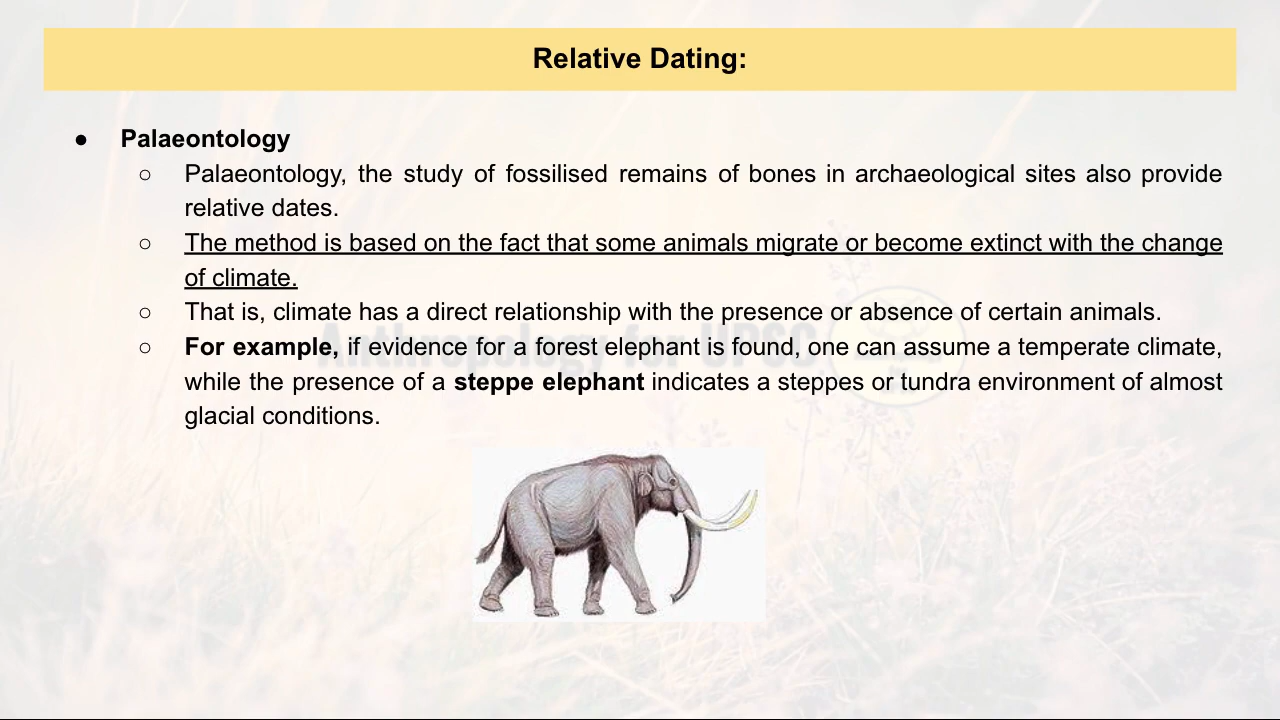 Relative Dating:
● Palaeontology
○ Palaeontology, the study of fossilised remains of bones in archaeological sites also provide
relative dates.
○ The method is based on the fact that some animals migrate or become extinct with the change
of climate.
○ That is, climate has a direct relationship with the presence or absence of certain animals.
Anthropology for UPSC
○ For example, if evidence for a forest elephant is found, one can assume a temperate climate,
while the presence of a steppe elephant indicates a steppes or tundra environment of almost
glacial conditions.